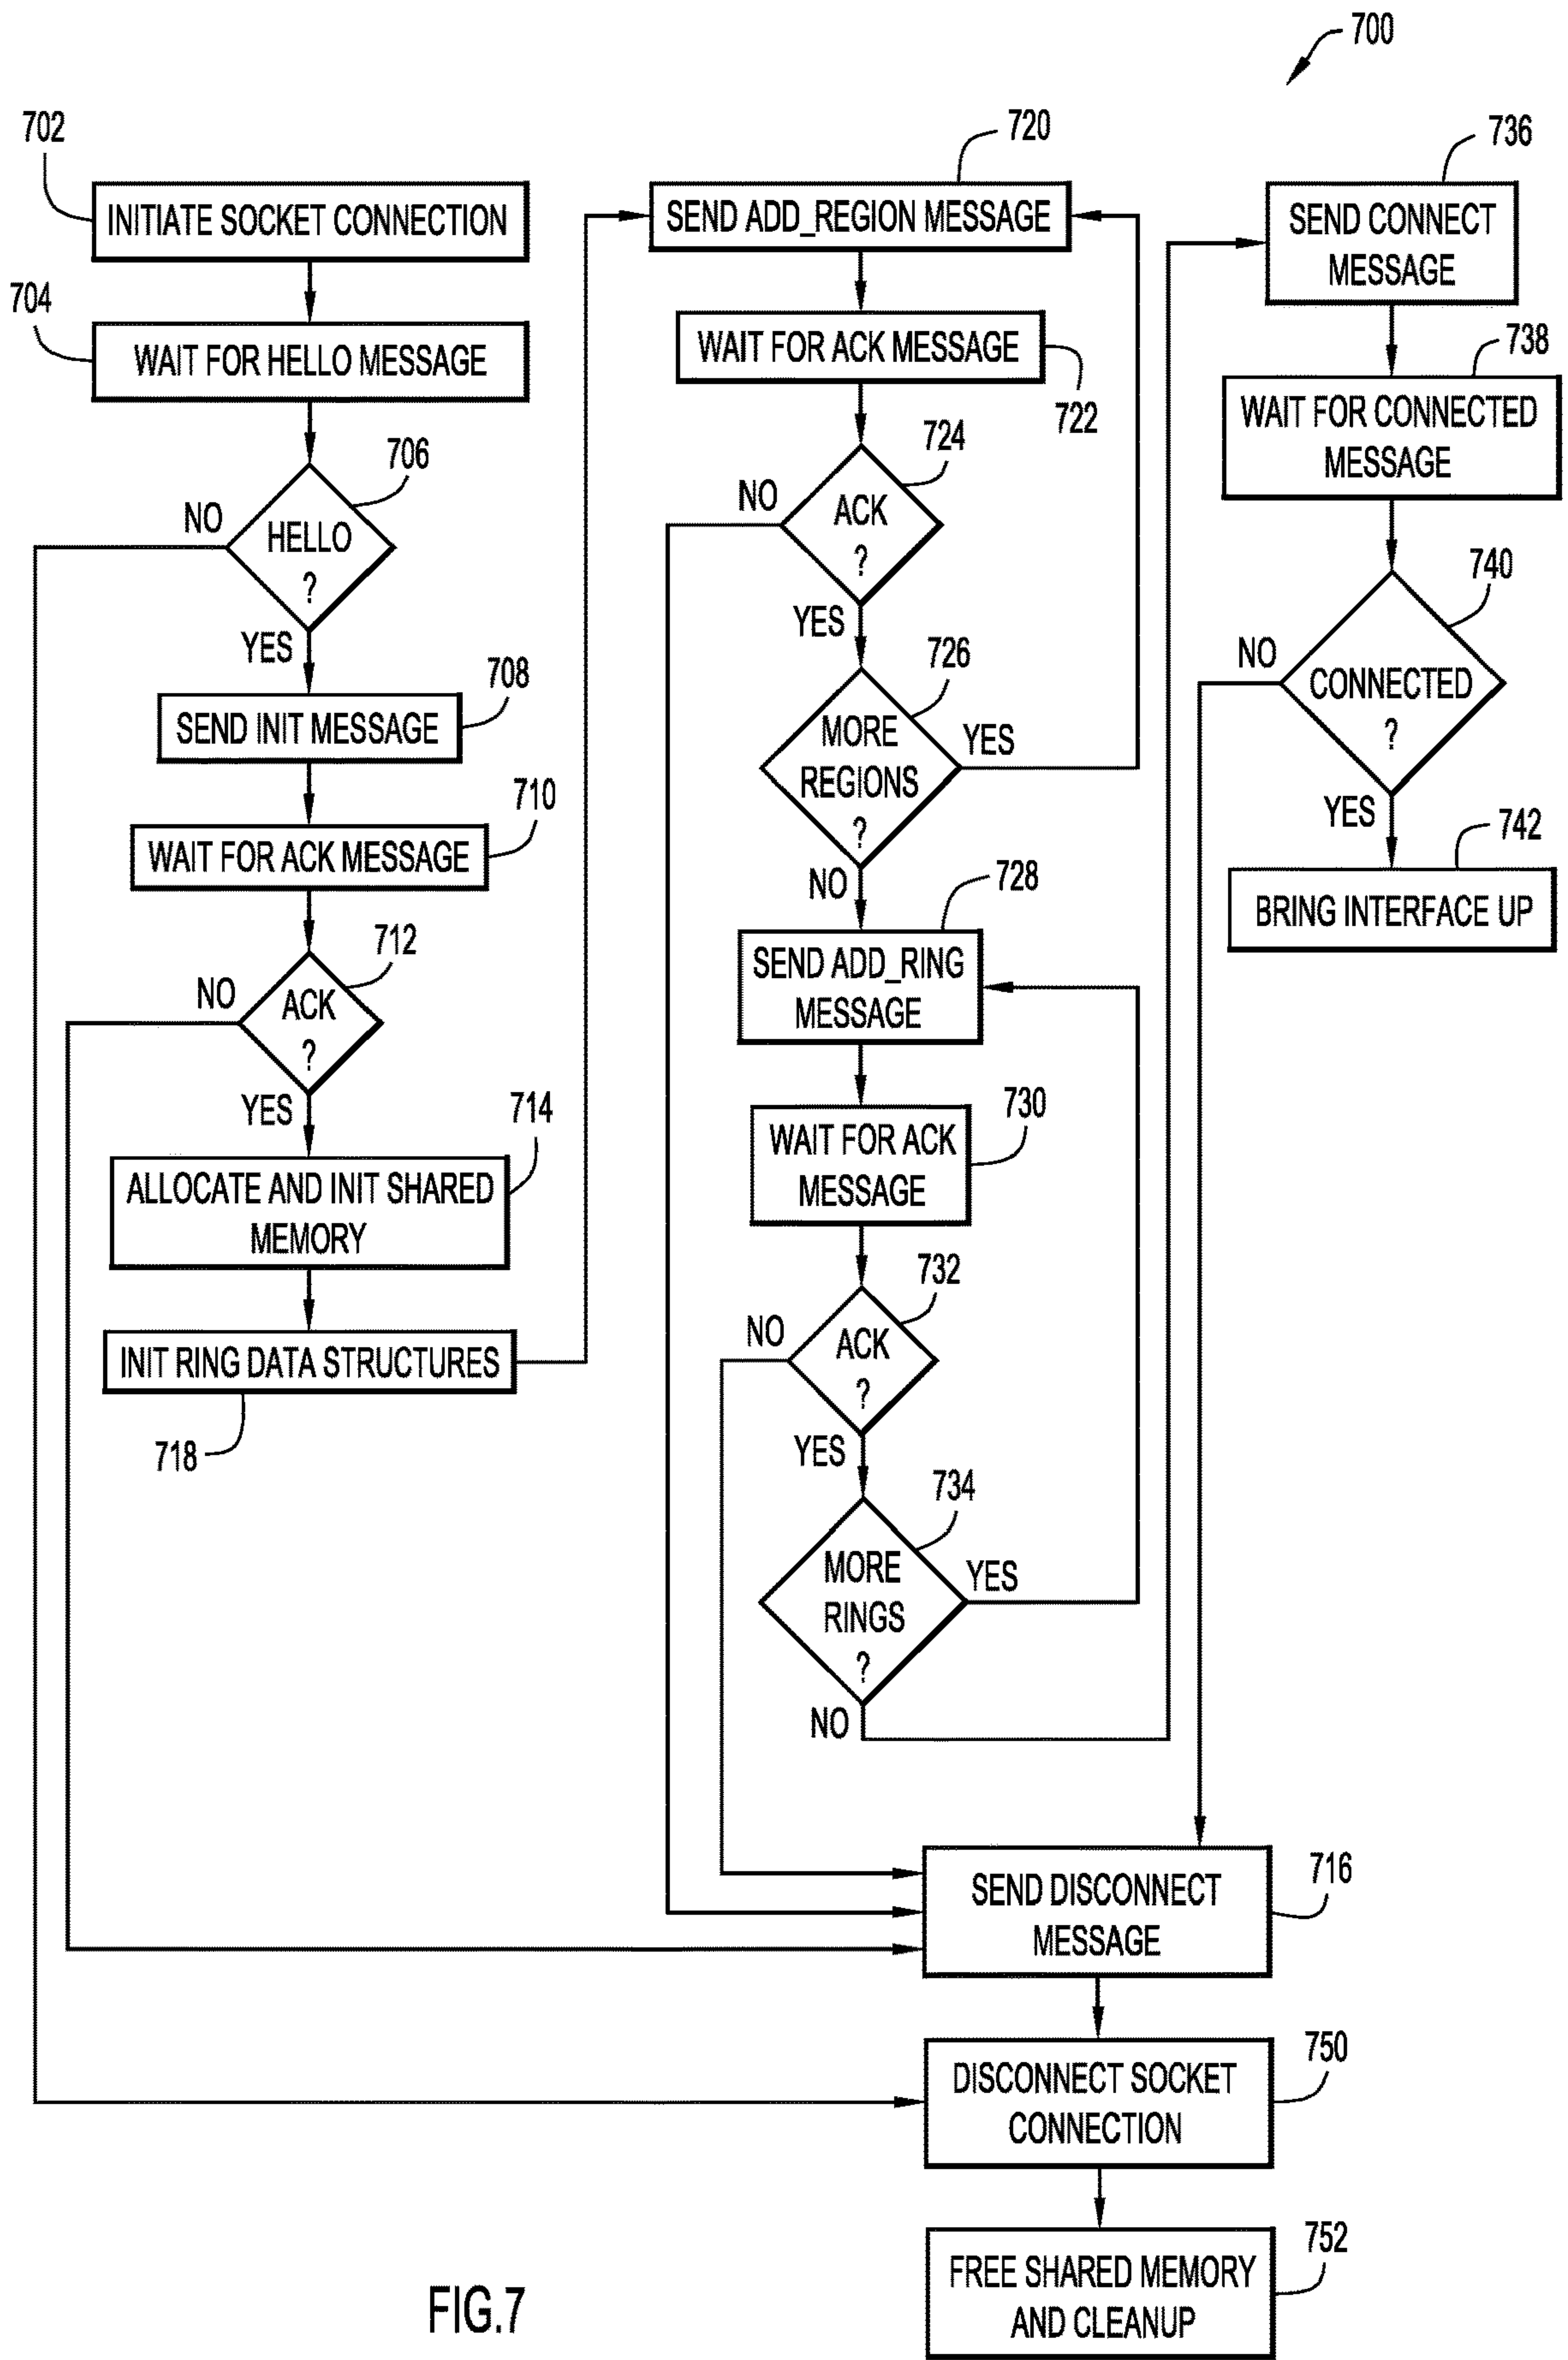 700
702
INITIATE SOCKET CONNECTION
704
WAIT FOR HELLO MESSAGE
706
NO
HELLO
?
YES
708
SEND INIT MESSAGE
710
WAIT FOR ACK MESSAGE
712
NO
ACK
?
YES
714
ALLOCATE AND INIT SHARED
MEMORY
INIT RING DATA STRUCTURES
718
720
SEND ADD_REGION MESSAGE
WAIT FOR ACK MESSAGE
722
724
NO
ACK
?
YES
726
MORE
REGIONS
?
YES
NO
728
SEND ADD_RING
MESSAGE
730
WAIT FOR ACK
MESSAGE
732
NO
ACK
?
YES
734
MORE
RINGS
?
YES
NO
736
SEND CONNECT
MESSAGE
738
WAIT FOR CONNECTED
MESSAGE
740
NO
CONNECTED
?
YES
742
BRING INTERFACE UP
716
SEND DISCONNECT
MESSAGE
750
DISCONNECT SOCKET
CONNECTION
752
FREE SHARED MEMORY
AND CLEANUP
FIG.7